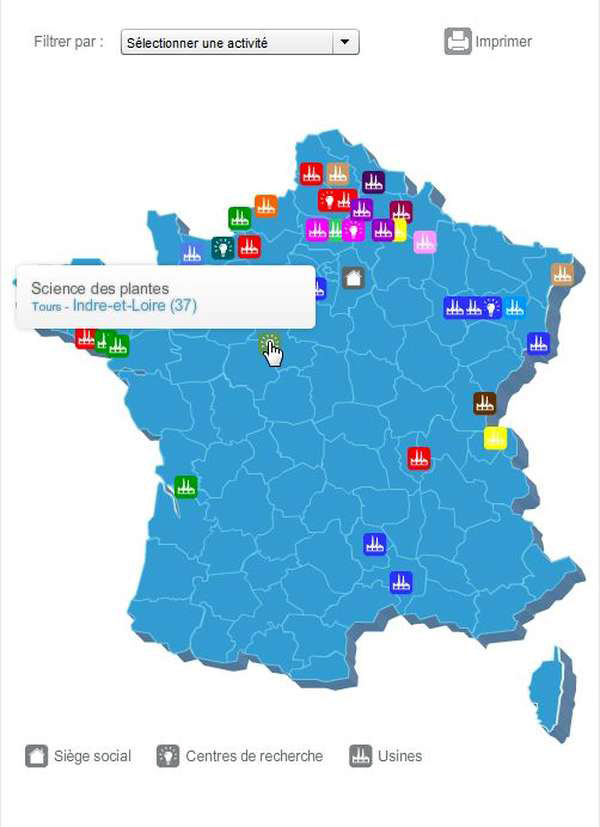 Filtrer par : Sélectionner une activité Imprimer
Science des plantes
Tours - Indre-et-Loire (37)
Siège social Centres de recherche Usines